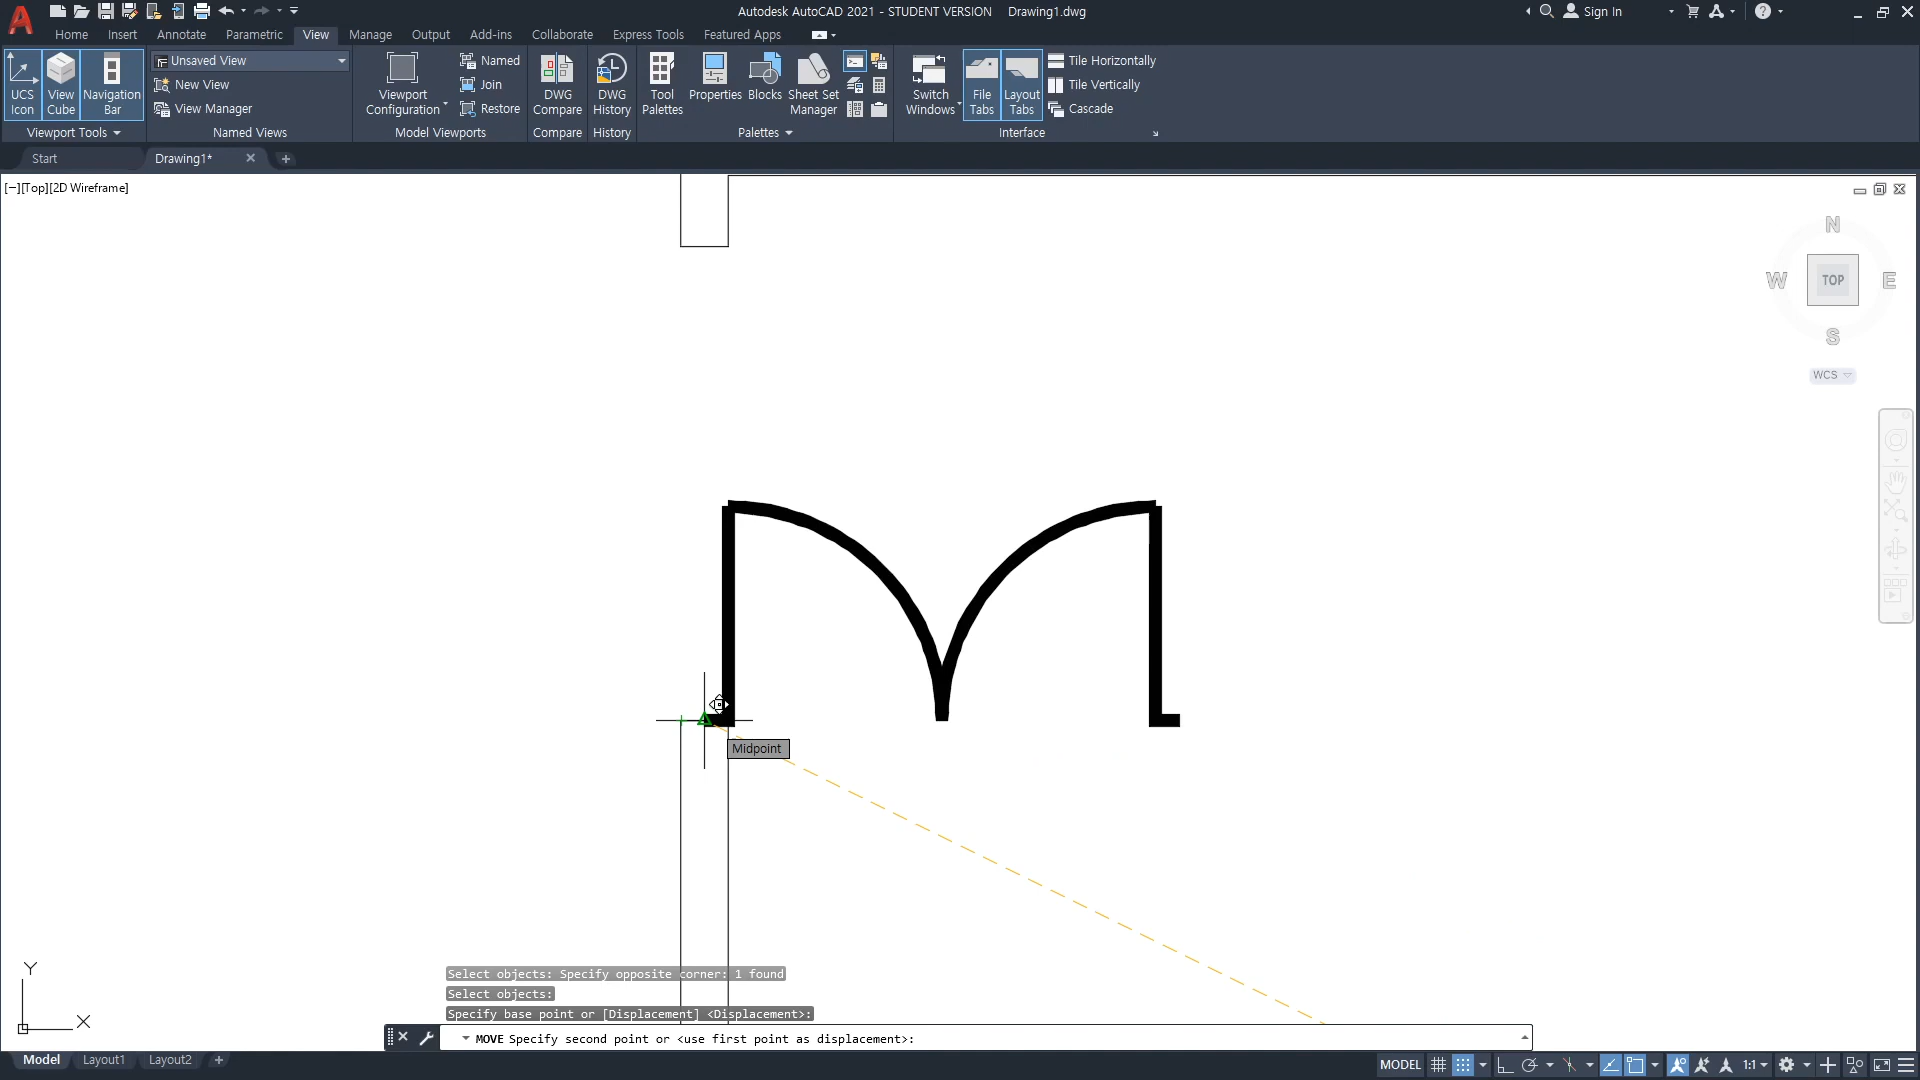 Autodesk AutoCAD 2021 - STUDENT VERSION    Drawing1.dwg
Sign In
Home Insert Annotate Parametric View Manage Output Add-ins Collaborate Express Tools Featured Apps
UCS Icon
View Cube
Navigation Bar
Viewport Tools
Unsaved View
New View
View Manager
Named Views
Viewport Configuration
Named
Join
Restore
Model Viewports
DWG Compare
Compare
DWG History
History
Tool Palettes
Properties
Blocks
Sheet Set Manager
Palettes
Switch Windows
File Tabs
Layout Tabs
Tile Horizontally
Tile Vertically
Cascade
Interface
Start
Drawing1*
[−][Top][2D Wireframe]
N
W
TOP
E
S
WCS
Midpoint
Y
X
Select objects: Specify opposite corner: 1 found
Select objects:
Specify base point or [Displacement] <Displacement>:
MOVE Specify second point or <use first point as displacement>:
Model Layout1 Layout2
MODEL
1:1